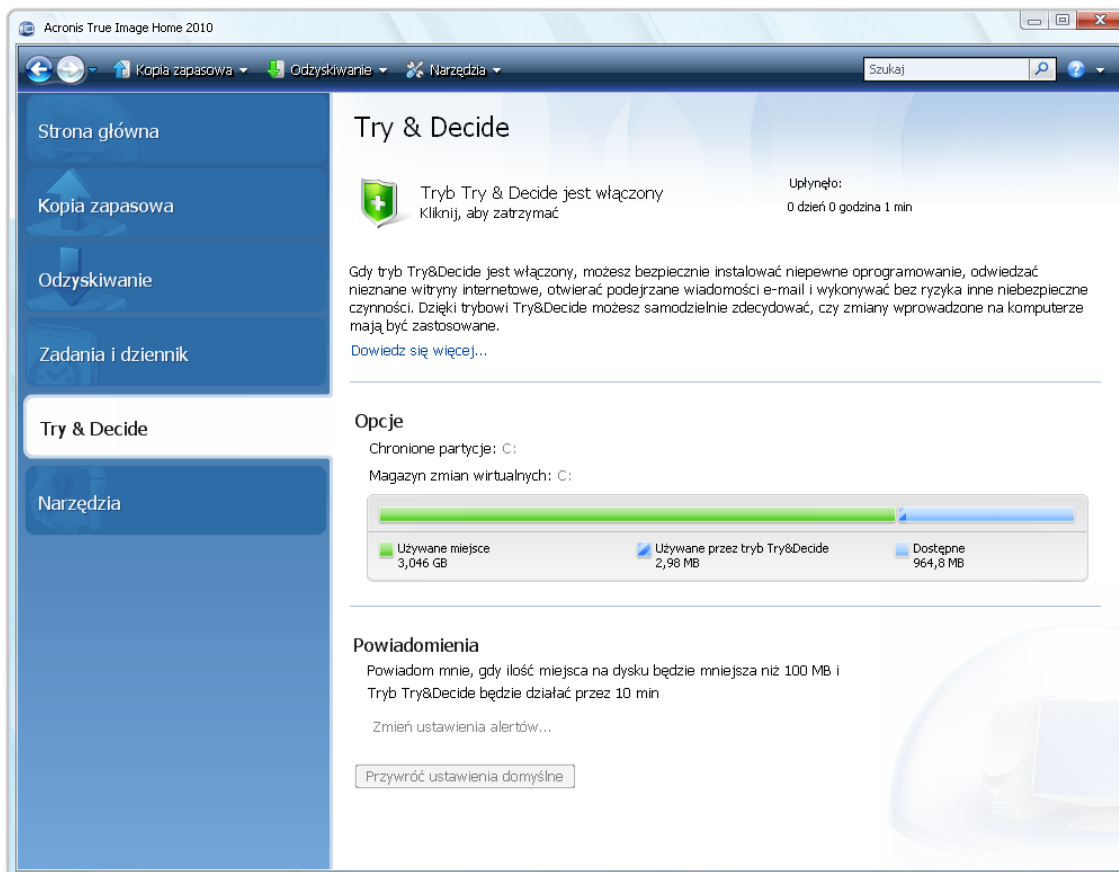 Acronis True Image Home 2010
Kopia zapasowa
Odzyskiwanie
Narzędzia
Szukaj
Strona główna
Kopia zapasowa
Odzyskiwanie
Zadania i dziennik
Try & Decide
Narzędzia
Try & Decide
Tryb Try & Decide jest włączony
Kliknij, aby zatrzymać
Upłynęło:
0 dzień 0 godzina 1 min
Gdy tryb Try&Decide jest włączony, możesz bezpiecznie instalować niepewne oprogramowanie, odwiedzać
nieznane witryny internetowe, otwierać podejrzane wiadomości e-mail i wykonywać bez ryzyka inne niebezpieczne
czynności. Dzięki trybowi Try&Decide możesz samodzielnie zdecydować, czy zmiany wprowadzone na komputerze
mają być zastosowane.
Dowiedz się więcej...
Opcje
Chronione partycje: C:
Magazyn zmian wirtualnych: C:
Używane miejsce
3,046 GB
Używane przez tryb Try&Decide
2,98 MB
Dostępne
964,8 MB
Powiadomienia
Powiadom mnie, gdy ilość miejsca na dysku będzie mniejsza niż 100 MB i
Tryb Try&Decide będzie działać przez 10 min
Zmień ustawienia alertów...
Przywróć ustawienia domyślne